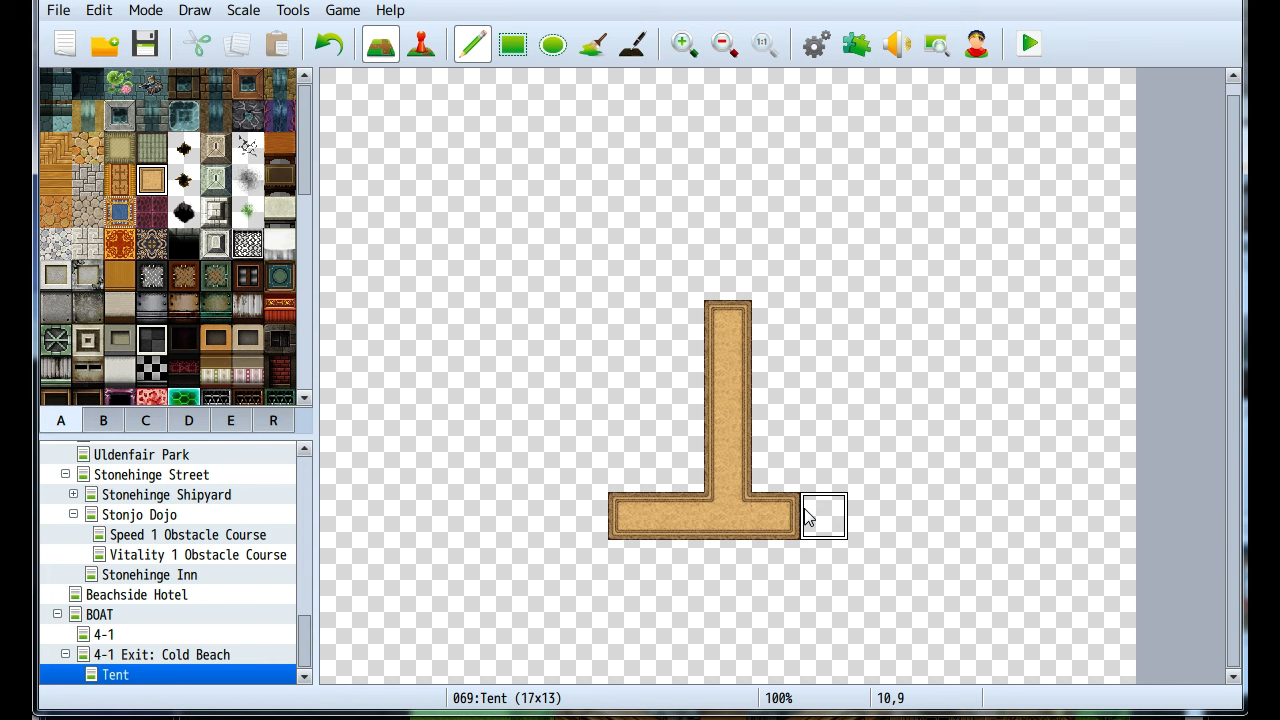 File Edit Mode Draw Scale Tools Game Help
1:1
A B C D E R
Uldenfair Park
Stonehinge Street
Stonehinge Shipyard
Stonjo Dojo
Speed 1 Obstacle Course
Vitality 1 Obstacle Course
Stonehinge Inn
Beachside Hotel
BOAT
4-1
4-1 Exit: Cold Beach
Tent
069:Tent (17x13) 100% 10,9